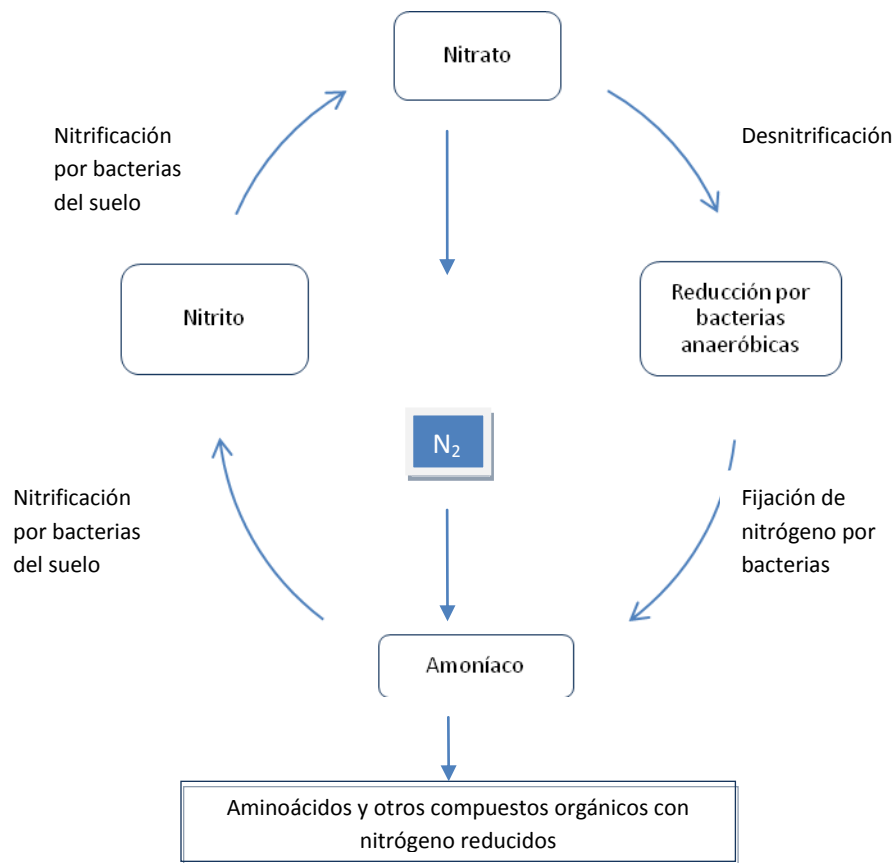 Nitrato
Nitrificación
por bacterias
del suelo
Desnitrificación
Nitrito
Reducción por
bacterias
anaeróbicas
N₂
Nitrificación
por bacterias
del suelo
Fijación de
nitrógeno por
bacterias
Amoníaco
Aminoácidos y otros compuestos orgánicos con
nitrógeno reducidos